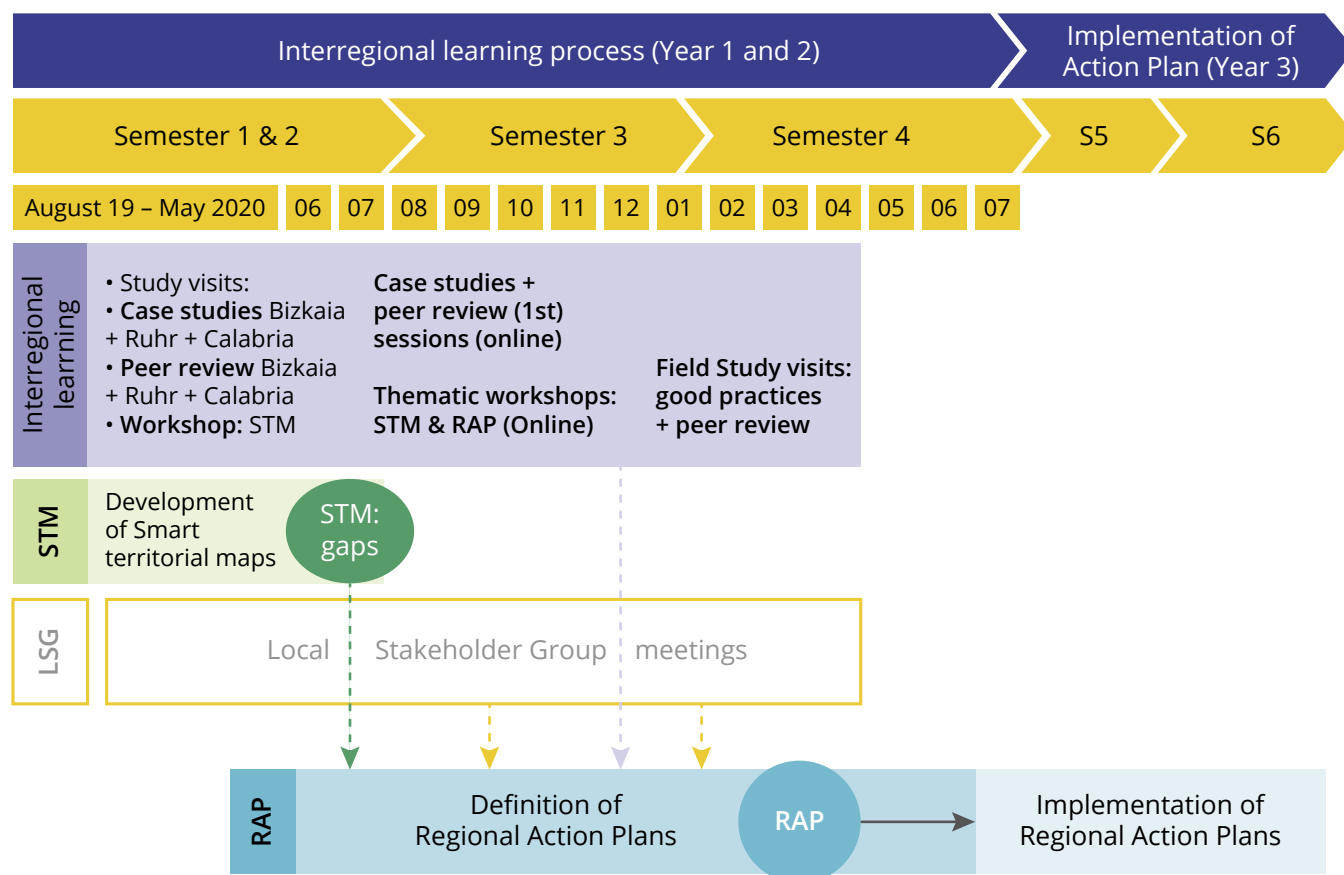 Interregional learning process (Year 1 and 2)
Implementation of
Action Plan (Year 3)
Semester 1 & 2
Semester 3
Semester 4
S5
S6
August 19 – May 2020
06
07
08
09
10
11
12
01
02
03
04
05
06
07
Interregional
learrning
• Study visits:
• Case studies Bizkaia
+ Ruhr + Calabria
• Peer review Bizkaia
+ Ruhr + Calabria
• Workshop: STM
Case studies +
peer review (1st)
sessions (online)
Thematic workshops:
STM & RAP (Online)
Field Study visits:
good practices
+ peer review
STM
Development
of Smart
territorial maps
STM:
gaps
LSG
Local Stakeholder Group meetings
RAP
Definition of
Regional Action Plans
RAP
Implementation of
Regional Action Plans